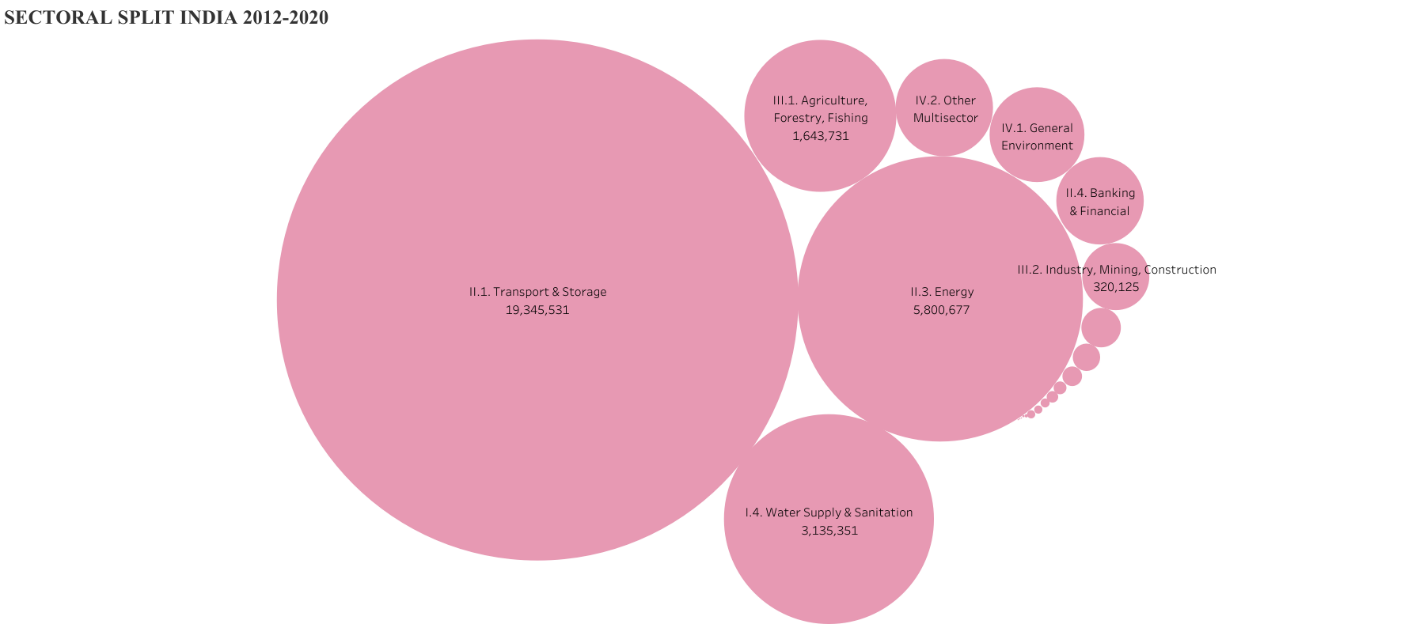 SECTORAL SPLIT INDIA 2012-2020
III.1. Agriculture,
Forestry, Fishing
1,643,731
IV.2. Other
Multisector
IV.1. General
Environment
II.4. Banking
& Financial
III.2. Industry, Mining, Construction
320,125
II.1. Transport & Storage
19,345,531
II.3. Energy
5,800,677
I.4. Water Supply & Sanitation
3,135,351